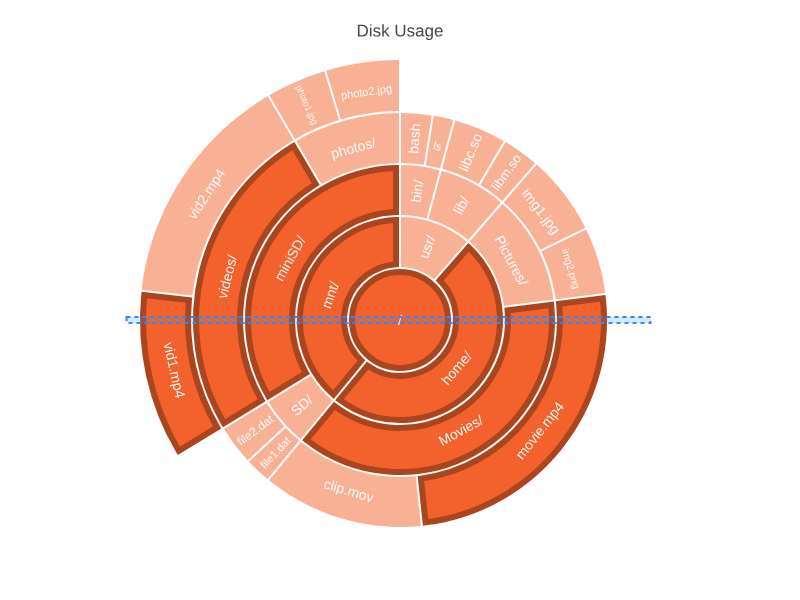 Disk Usage
photo1.jpg
photo2.jpg
bash
ls
libc.so
libm.so
img1.jpg
img2.png
photos/
bin/
lib/
Pictures/
vid2.mp4
videos/
miniSD/
mnt/
usr/
/
home/
vid1.mp4
SD/
file2.dat
file1.dat
Movies/
movie.mp4
clip.mov